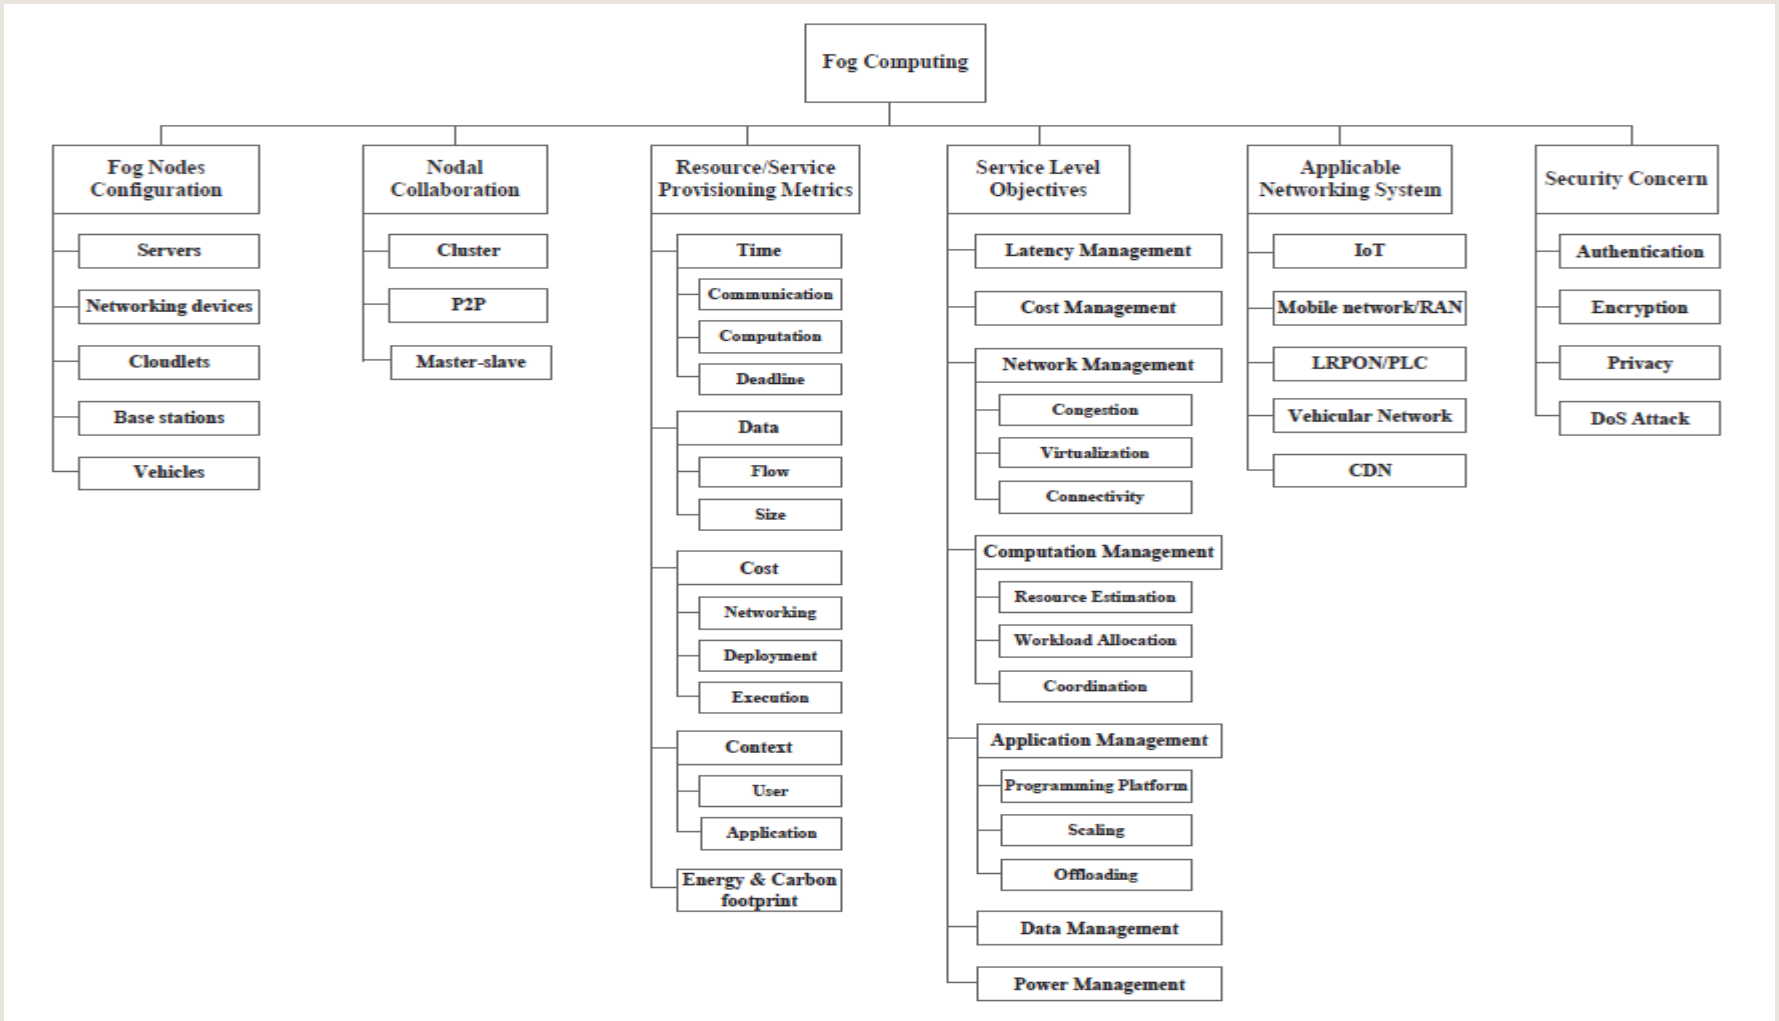 Fog Computing
Fog Nodes
Configuration
Servers
Networking devices
Cloudlets
Base stations
Vehicles
Nodal
Collaboration
Cluster
P2P
Master-slave
Resource/Service
Provisioning Metrics
Time
Communication
Computation
Deadline
Data
Flow
Size
Cost
Networking
Deployment
Execution
Context
User
Application
Energy & Carbon
footprint
Service Level
Objectives
Latency Management
Cost Management
Network Management
Congestion
Virtualization
Connectivity
Computation Management
Resource Estimation
Workload Allocation
Coordination
Application Management
Programming Platform
Scaling
Offloading
Data Management
Power Management
Applicable
Networking System
IoT
Mobile network/RAN
LRPON/PLC
Vehicular Network
CDN
Security Concern
Authentication
Encryption
Privacy
DoS Attack